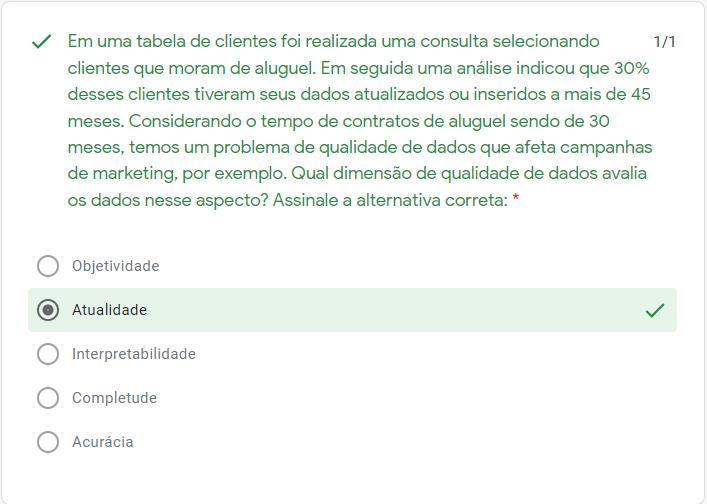 Em uma tabela de clientes foi realizada uma consulta selecionando 1/1
clientes que moram de aluguel. Em seguida uma análise indicou que 30%
desses clientes tiveram seus dados atualizados ou inseridos a mais de 45
meses. Considerando o tempo de contratos de aluguel sendo de 30
meses, temos um problema de qualidade de dados que afeta campanhas
de marketing, por exemplo. Qual dimensão de qualidade de dados avalia
os dados nesse aspecto? Assinale a alternativa correta: *
Objetividade
Atualidade
Interpretabilidade
Completude
Acurácia